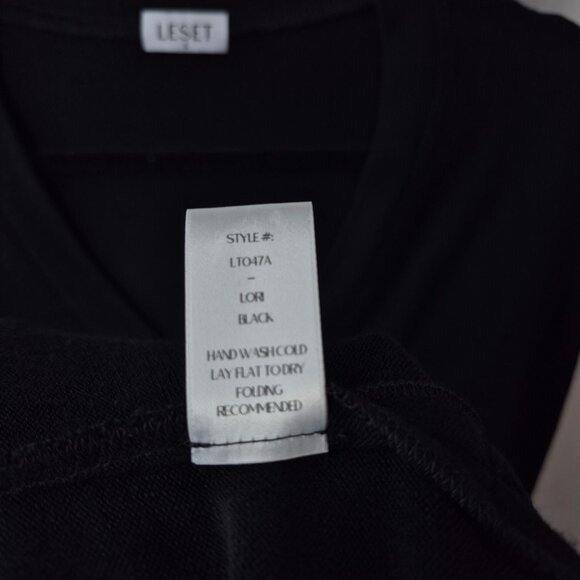 LESET
STYLE #:
LT047A
–
LORI
BLACK
HAND WASH COLD
LAY FLAT TO DRY
FOLDING
RECOMMENDED